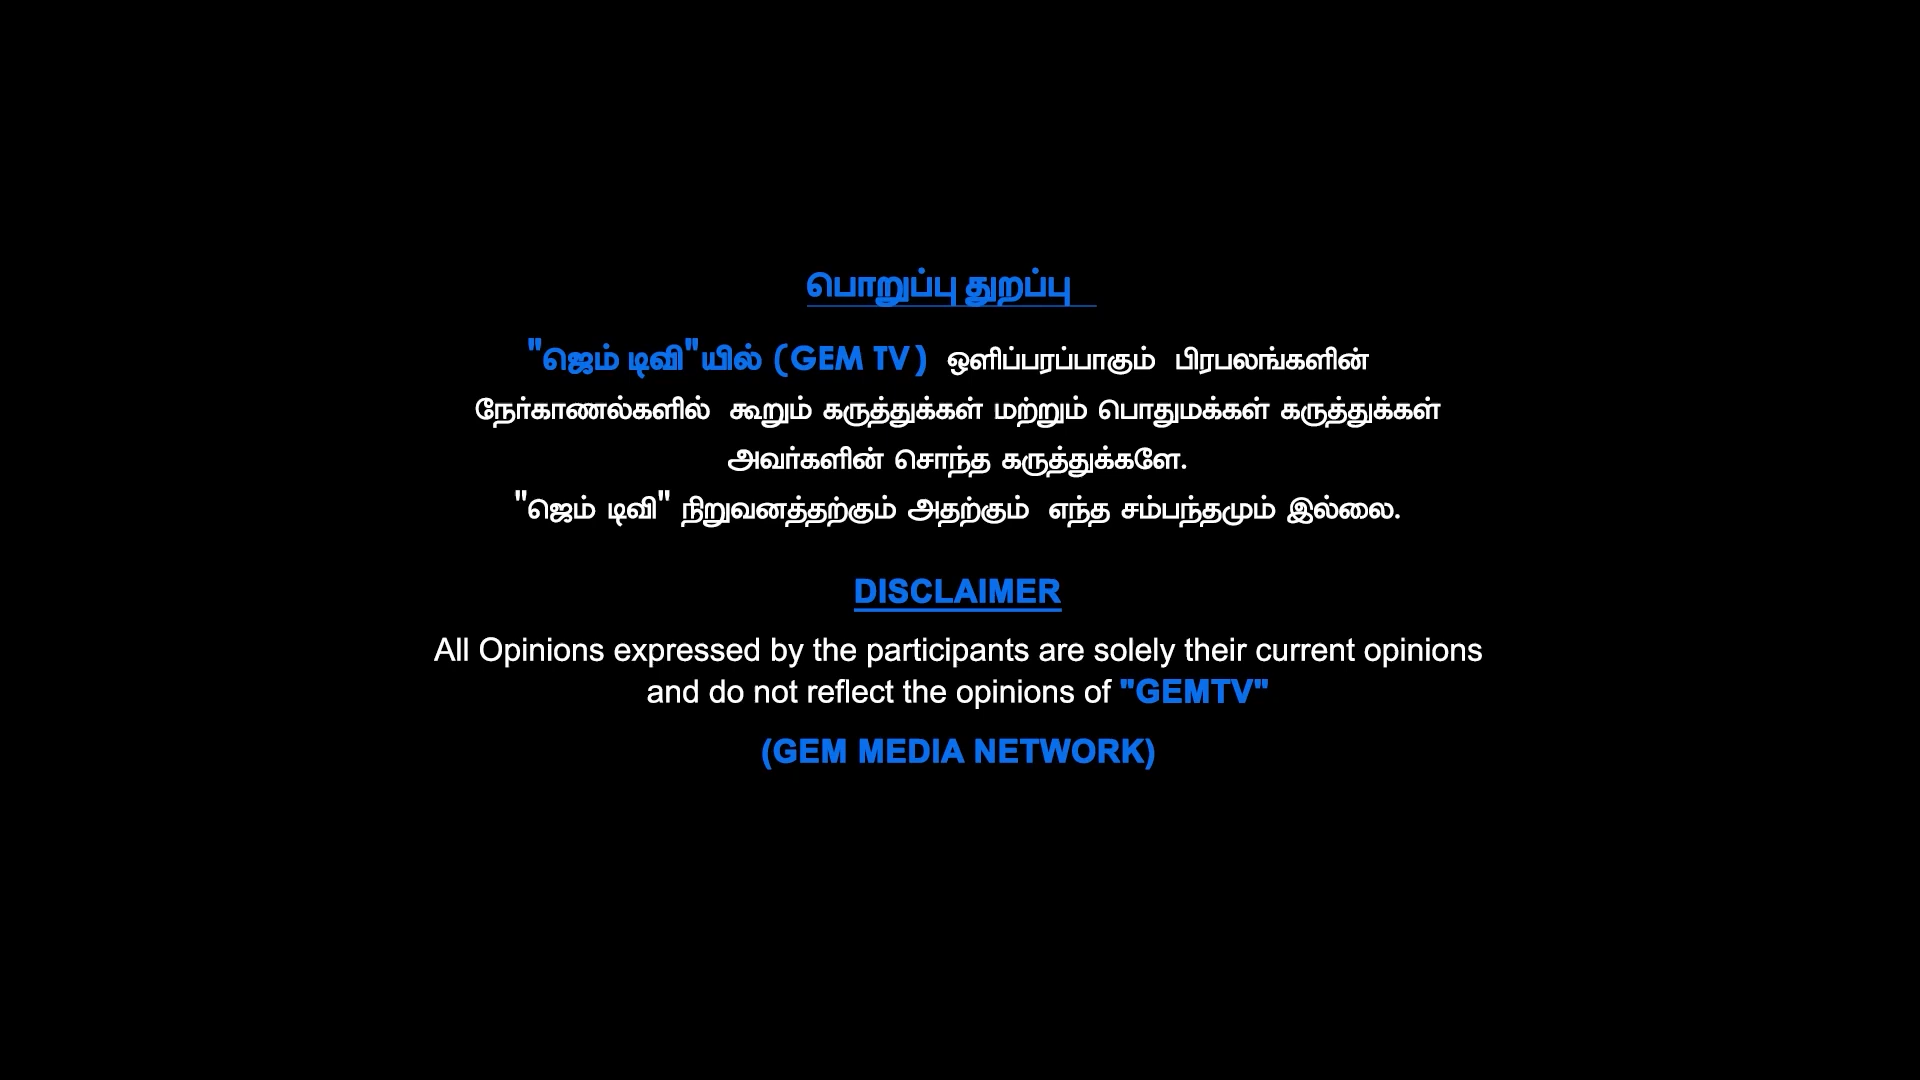 பொறுப்பு துறப்பு
"ஜெம் டிவி"யில் (GEM TV) ஒளிப்பரப்பாகும் பிரபலங்களின்
நேர்காணல்களில் கூறும் கருத்துக்கள் மற்றும் பொதுமக்கள் கருத்துக்கள்
அவர்களின் சொந்த கருத்துக்களே.
"ஜெம் டிவி" நிறுவனத்தற்கும் அதற்கும் எந்த சம்பந்தமும் இல்லை.
DISCLAIMER
All Opinions expressed by the participants are solely their current opinions
and do not reflect the opinions of "GEMTV"
(GEM MEDIA NETWORK)